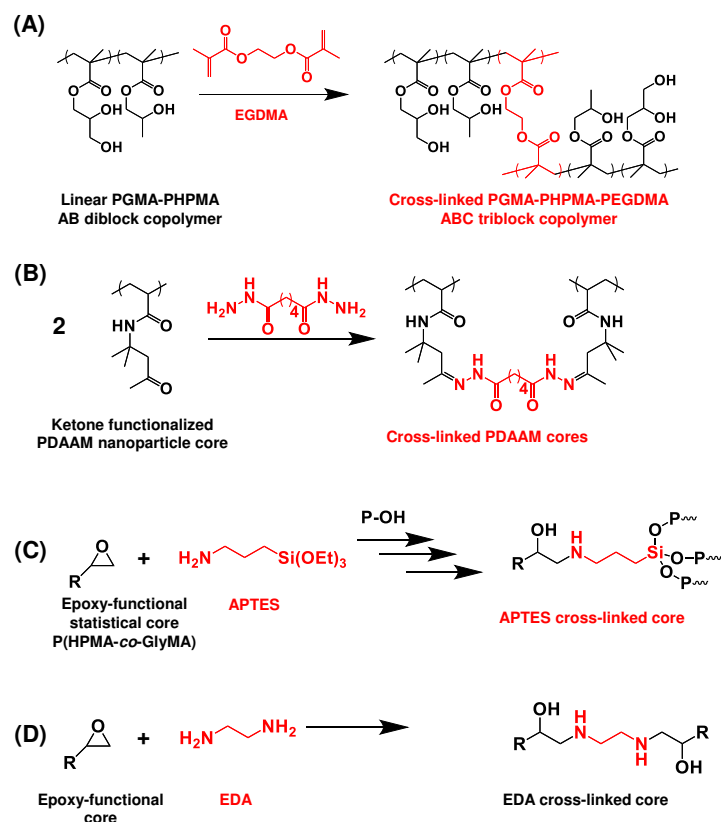 (A)
O
O
O
O
EGDMA
O
O
OH
OH
O
O
OH
Linear PGMA-PHPMA
AB diblock copolymer
O
O
OH
OH
O
O
OH
O
O
O
O
OH
O
O
OH
OH
O
O
Cross-linked PGMA-PHPMA-PEGDMA
ABC triblock copolymer
(B)
2
HN
O
O
Ketone functionalized
PDAAM nanoparticle core
H2N
H
N
O
4
O
H
N
NH2
HN
O
N
H
N
O
4
O
N
H
N
O
NH
Cross-linked PDAAM cores
(C)
R
O
+
H2N
Si(OEt)3
P-OH
Epoxy-functional
statistical core
P(HPMA-co-GlyMA)
APTES
OH
R
N
H
Si
O
P
O
P
O
P
APTES cross-linked core
(D)
R
O
+
H2N
NH2
Epoxy-functional
core
EDA
OH
R
H
N
N
H
R
OH
EDA cross-linked core